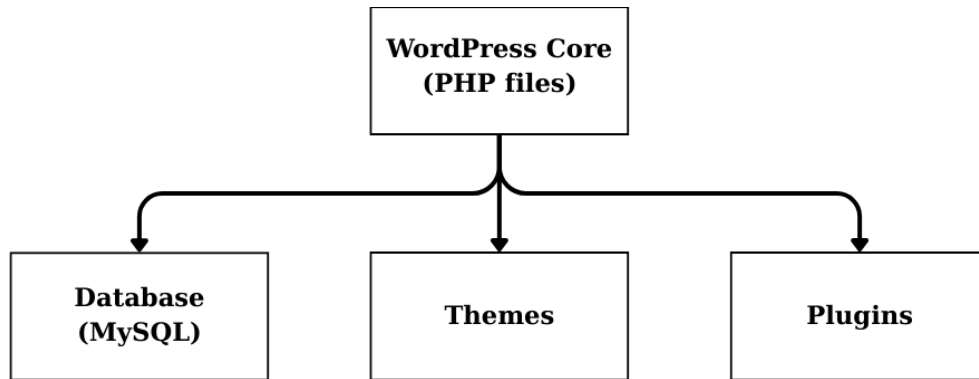 WordPress Core
(PHP files)
Database
(MySQL)
Themes
Plugins